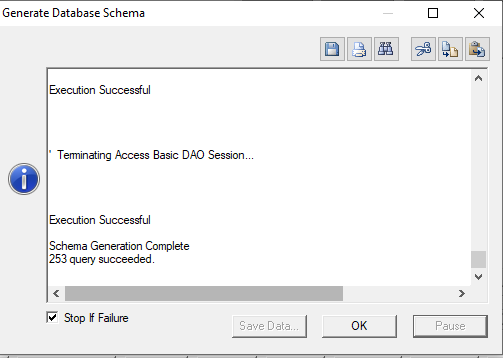 Generate Database Schema
Execution Successful
' Terminating Access Basic DAO Session...
Execution Successful
Schema Generation Complete
253 query succeeded.
Stop If Failure
Save Data...
OK
Pause